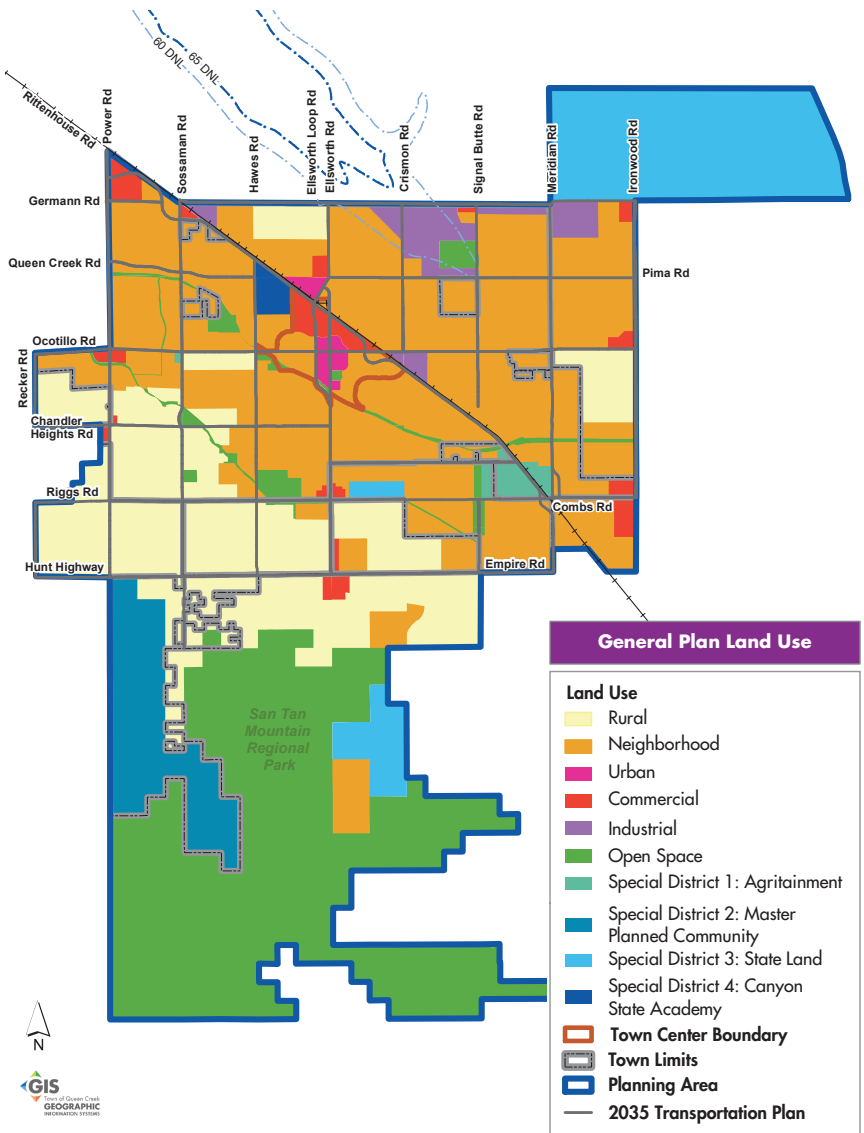 60 DNL
65 DNL
Rittenhouse Rd
Power Rd
Sossaman Rd
Hawes Rd
Ellsworth Loop Rd
Ellsworth Rd
Crismon Rd
Signal Butte Rd
Meridian Rd
Ironwood Rd
Germann Rd
Queen Creek Rd
Pima Rd
Ocotillo Rd
Recker Rd
Chandler
Heights Rd
Riggs Rd
Combs Rd
Hunt Highway
Empire Rd
San Tan
Mountain
Regional
Park
General Plan Land Use
Land Use
Rural
Neighborhood
Urban
Commercial
Industrial
Open Space
Special District 1: Agritainment
Special District 2: Master
Planned Community
Special District 3: State Land
Special District 4: Canyon
State Academy
Town Center Boundary
Town Limits
Planning Area
2035 Transportation Plan
N
GIS
Town of Queen Creek
GEOGRAPHIC
INFORMATION SYSTEMS